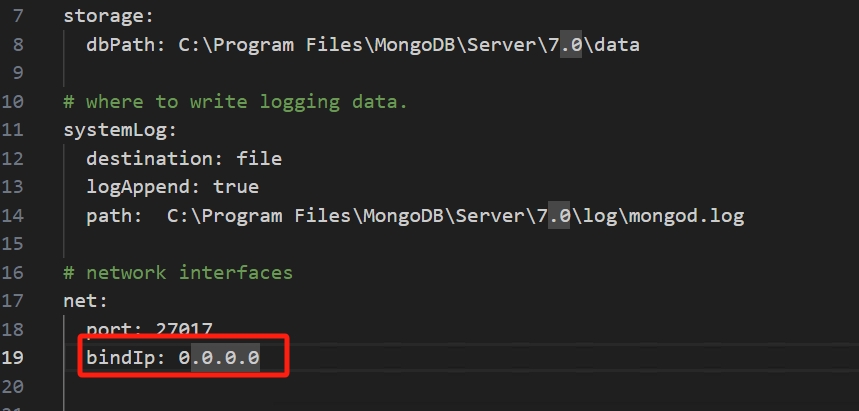 7 storage:
8 dbPath: C:\Program Files\MongoDB\Server\7.0\data
9
10 # where to write logging data.
11 systemLog:
12 destination: file
13 logAppend: true
14 path:  C:\Program Files\MongoDB\Server\7.0\log\mongod.log
15
16 # network interfaces
17 net:
18 port: 27017
19 bindIp: 0.0.0.0
20